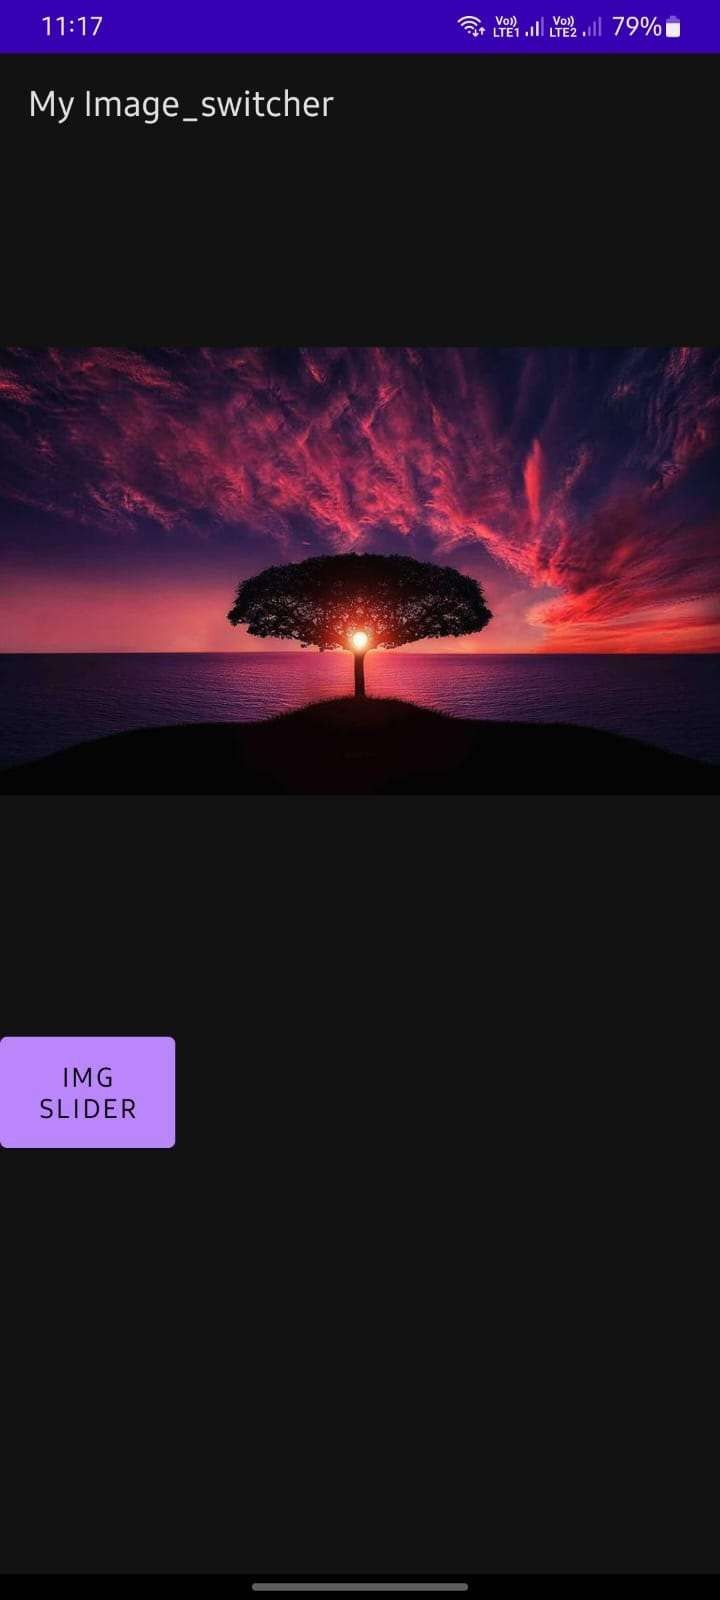 11:17 Vo)) LTE1 Vo)) LTE2 79%
My Image_switcher
IMG
SLIDER